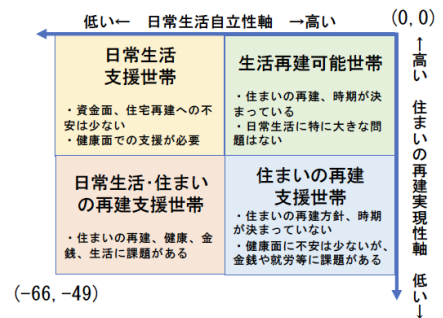 低い← 日常生活自立性軸 →高い
(0, 0)
日常生活
支援世帯
・資金面、住宅再建への不
安は少ない
・健康面での支援が必要
生活再建可能世帯
・住まいの再建、時期が決
まっている
・日常生活に特に大きな問
題はない
日常生活・住まい
の再建支援世帯
・住まいの再建、健康、金
銭、生活に課題がある
住まいの再建
支援世帯
・住まいの再建方針、時期
が決まっていない
・健康面に不安は少ないが、
金銭や就労等に課題がある
←高い 住まいの再建実現性軸 低い→
(-66, -49)